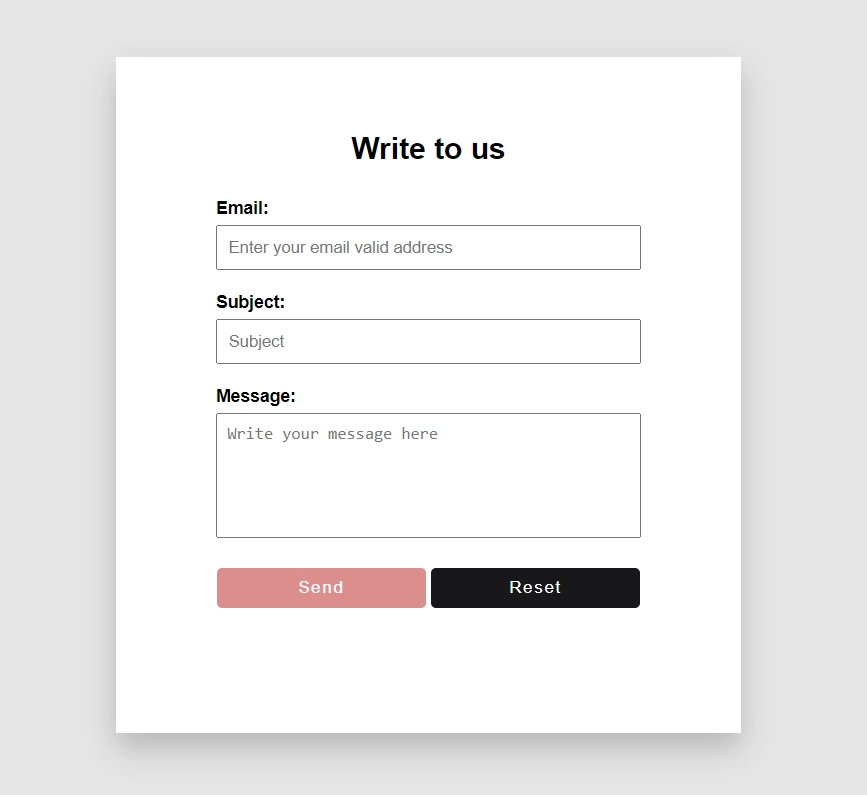 Write to us
Email:
Enter your email valid address
Subject:
Subject
Message:
Write your message here
Send
Reset